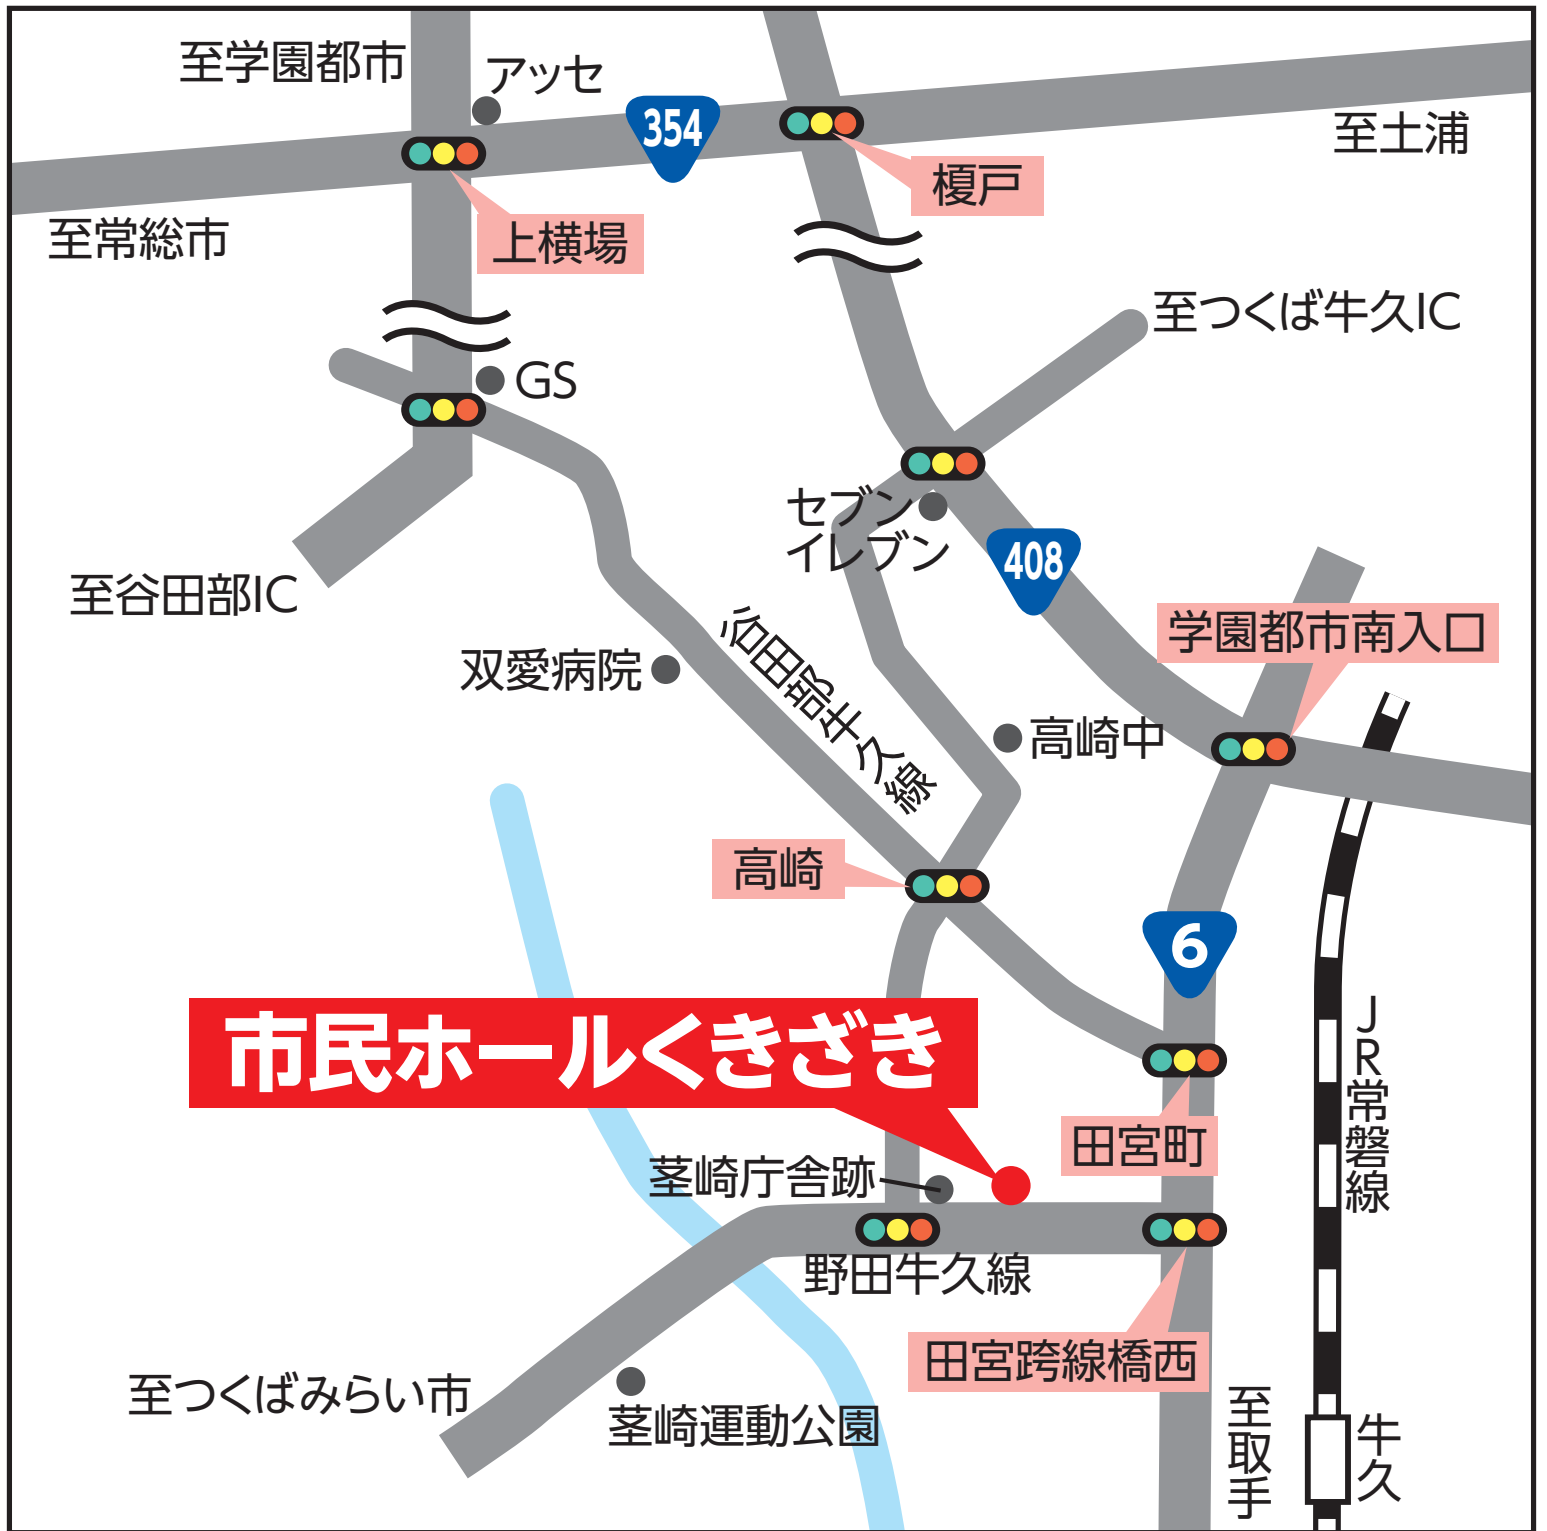 至学園都市
アッセ
354
至土浦
榎戸
至常総市
上横場
至つくば牛久IC
GS
セブン
イレブン
408
至谷田部IC
学園都市南入口
谷田部牛久線
双愛病院
高崎中
高崎
6
市民ホールくきざき
JR常磐線
田宮町
茎崎庁舎跡
野田牛久線
田宮跨線橋西
至つくばみらい市
茎崎運動公園
至取手
牛久